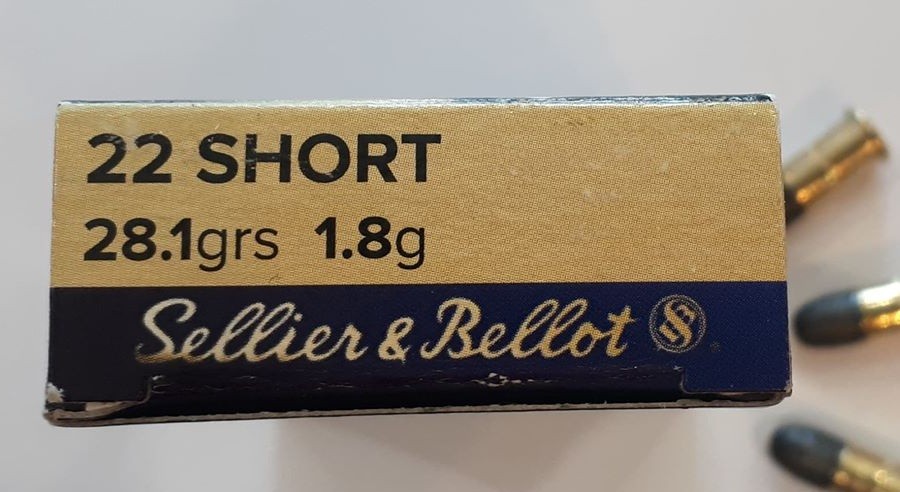 22 SHORT
28.1grs 1.8g
Sellier & Bellot